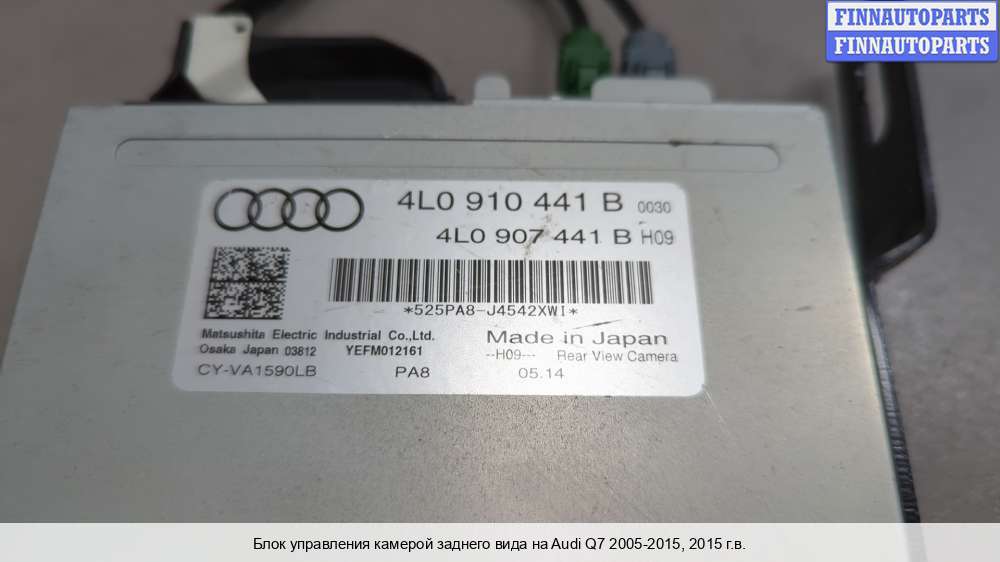 FINNAUTOPARTS
FINNAUTOPARTS
4L0 910 441 B 0030
4L0 907 441 B H09
*525PA8-J4542XWI*
Matsushita Electric Industrial Co.,Ltd.
Made in Japan
Osaka Japan 03812 YEFM012161
--H09--- Rear View Camera
CY-VA1590LB PA8 05.14
Блок управления камерой заднего вида на Audi Q7 2005-2015, 2015 г.в.